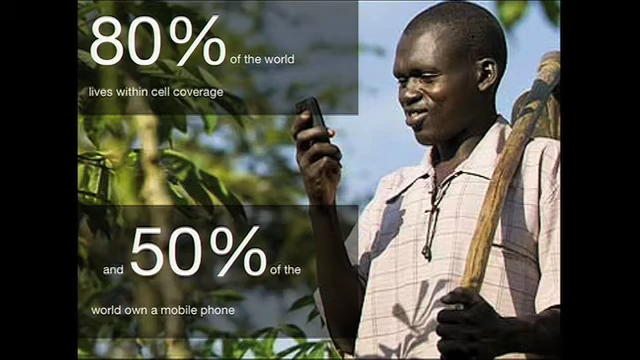 80% of the world
lives within cell coverage
and 50% of the
world own a mobile phone